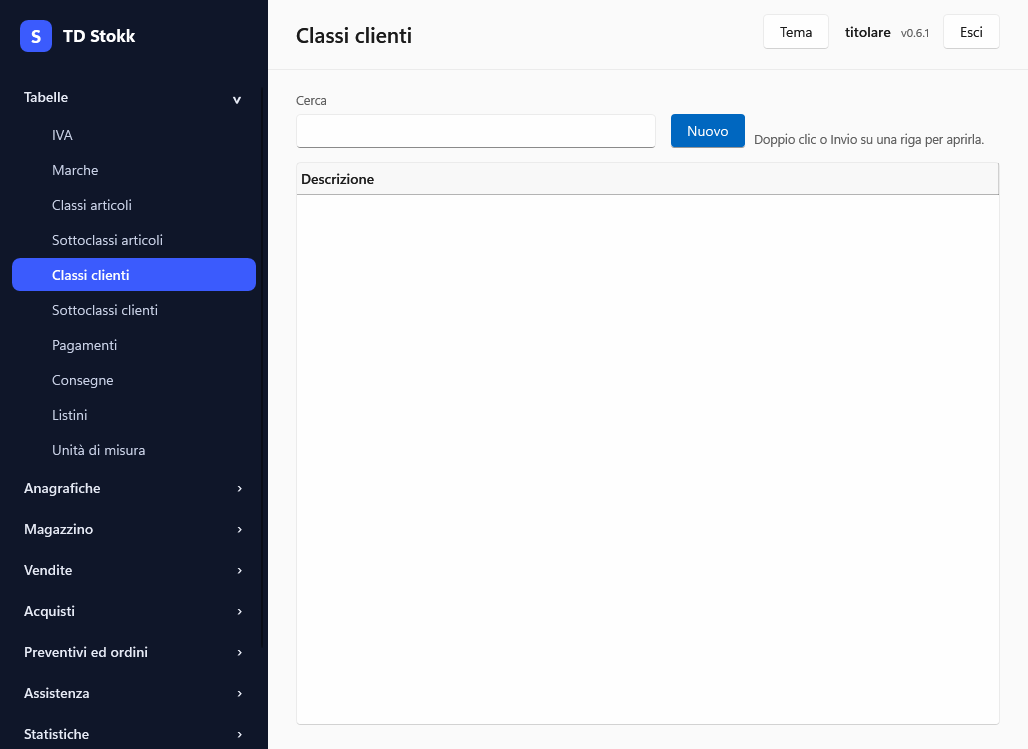 S TD Stokk
Classi clienti
Tema titolare v0.6.1 Esci
Tabelle
IVA
Marche
Classi articoli
Sottoclassi articoli
Classi clienti
Sottoclassi clienti
Pagamenti
Consegne
Listini
Unità di misura
Anagrafiche
Magazzino
Vendite
Acquisti
Preventivi ed ordini
Assistenza
Statistiche
Cerca
Nuovo Doppio clic o Invio su una riga per aprirla.
Descrizione